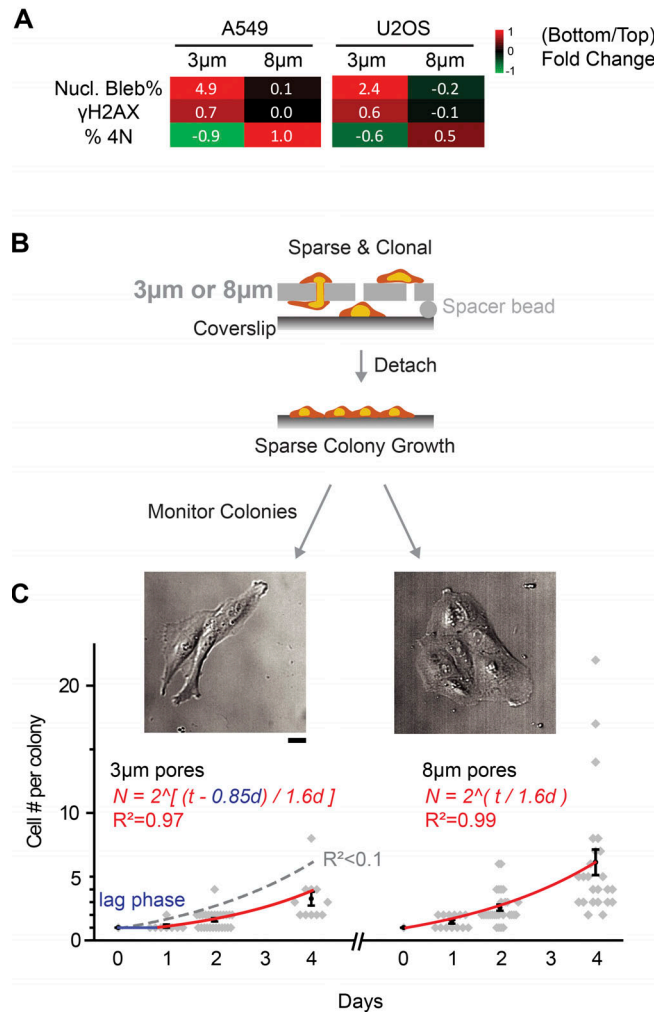 A
A549 U2OS
3µm 8µm 3µm 8µm
1
0
-1
(Bottom/Top)
Fold Change
Nucl. Bleb% 4.9 0.1 2.4 -0.2
γH2AX 0.7 0.0 0.6 -0.1
% 4N -0.9 1.0 -0.6 0.5
B
Sparse & Clonal
3µm or 8µm
Spacer bead
Coverslip
Detach
Sparse Colony Growth
Monitor Colonies
C
Cell # per colony
20
10
5
1
0
3µm pores
N = 2^[ (t - 0.85d) / 1.6d ]
R²=0.97
8µm pores
N = 2^( t / 1.6d )
R²=0.99
R²<0.1
lag phase
0 1 2 3 4 0 1 2 3 4
Days